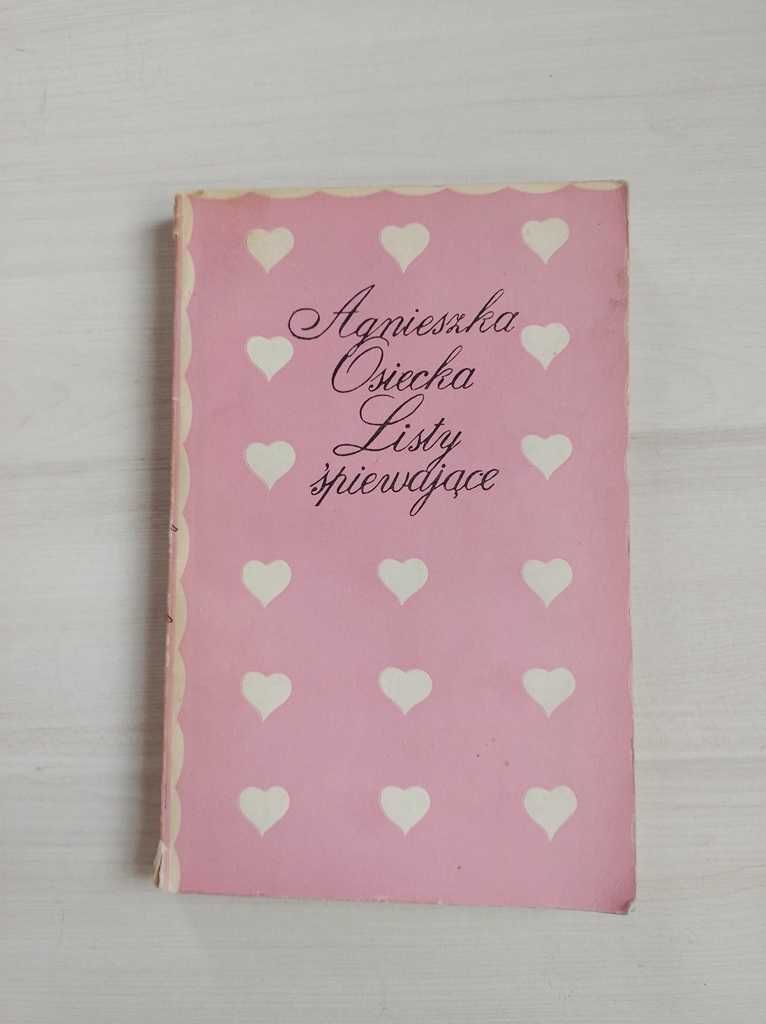 Agnieszka
Osiecka
Listy
śpiewające